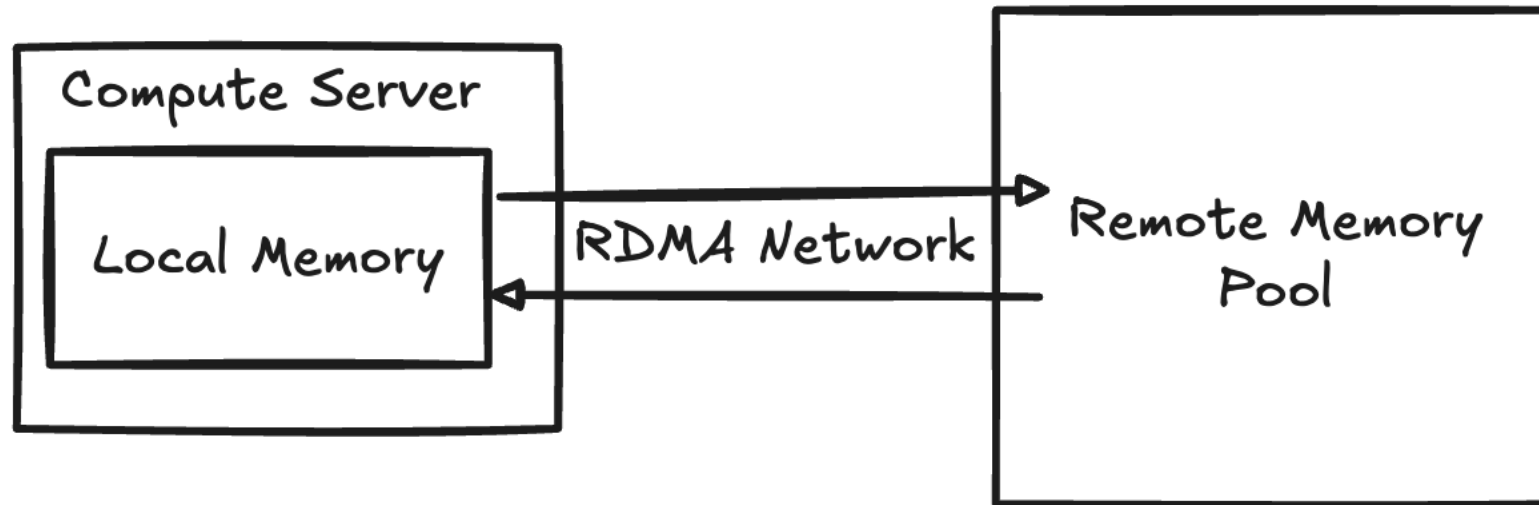 Compute Server
Local Memory
RDMA Network
Remote Memory
Pool